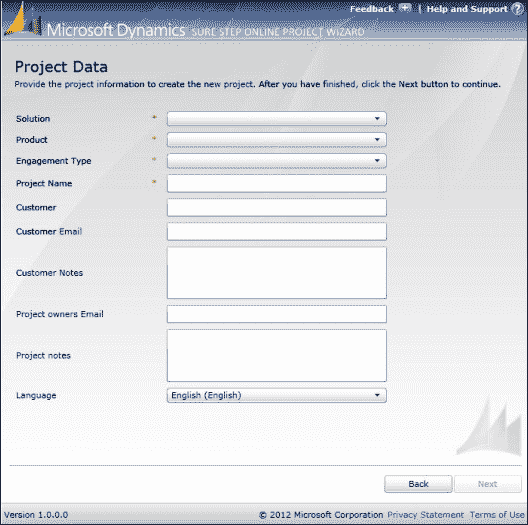 Feedback | Help and Support
Microsoft Dynamics SURE STEP ONLINE PROJECT WIZARD
Project Data
Provide the project information to create the new project. After you have finished, click the Next button to continue.
Solution *
Product *
Engagement Type *
Project Name *
Customer
Customer Email
Customer Notes
Project owners Email
Project notes
Language English (English)
Back Next
Version 1.0.0.0 © 2012 Microsoft Corporation Privacy Statement Terms of Use